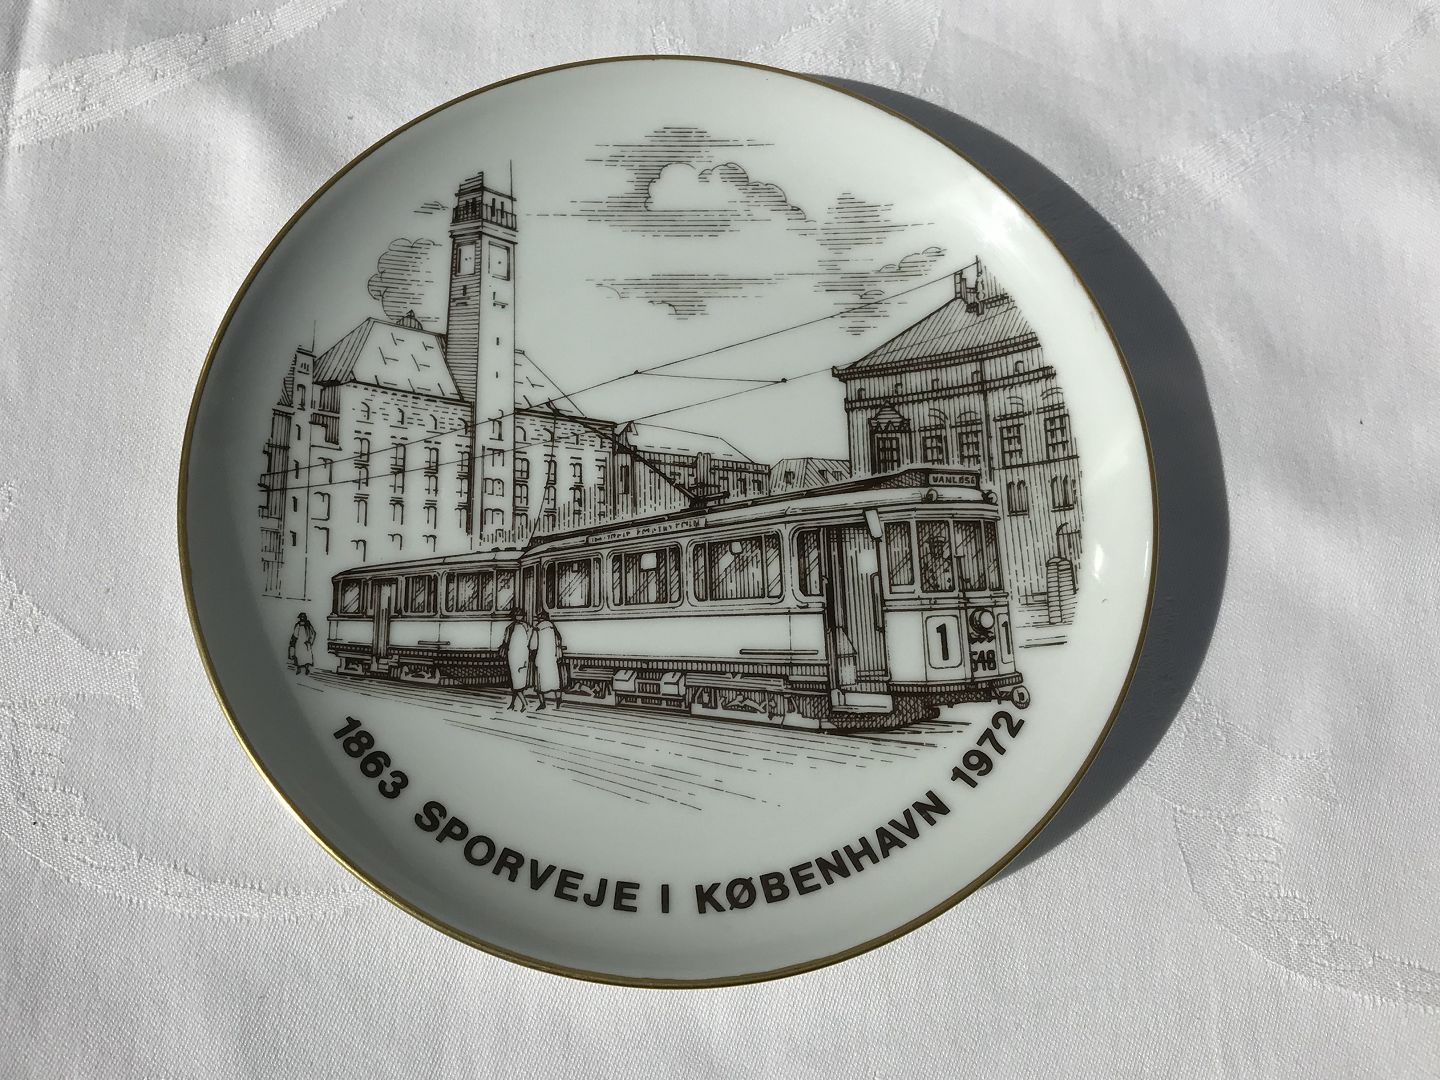 VANLØSE
1
1
548
1863 SPORVEJE I KØBENHAVN 1972